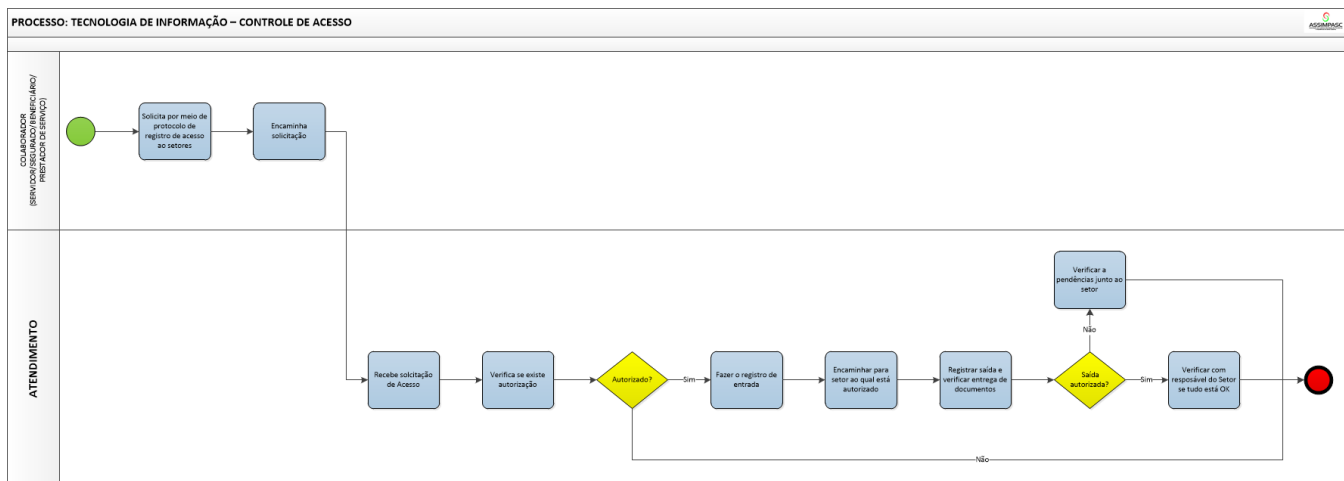 PROCESSO: TECNOLOGIA DE INFORMAÇÃO – CONTROLE DE ACESSO
ASSIMPASC
COLABORADOR
(SERVIDOR/SEGURADO/BENEFICIÁRIO/
PRESTADOR DE SERVIÇO)
Solicita por meio de
protocolo de
registro de acesso
ao setores
Encaminha
solicitação
ATENDIMENTO
Recebe solcitação
de Acesso
Verifica se existe
autorização
Autorizado?
Sim
Fazer o registro de
entrada
Encaminhar para
setor ao qual está
autorizado
Registrar saída e
verificar entrega de
documentos
Saída
autorizada?
Não
Verificar a
pendências junto ao
setor
Sim
Verificar com
resposável do Setor
se tudo está OK
Não